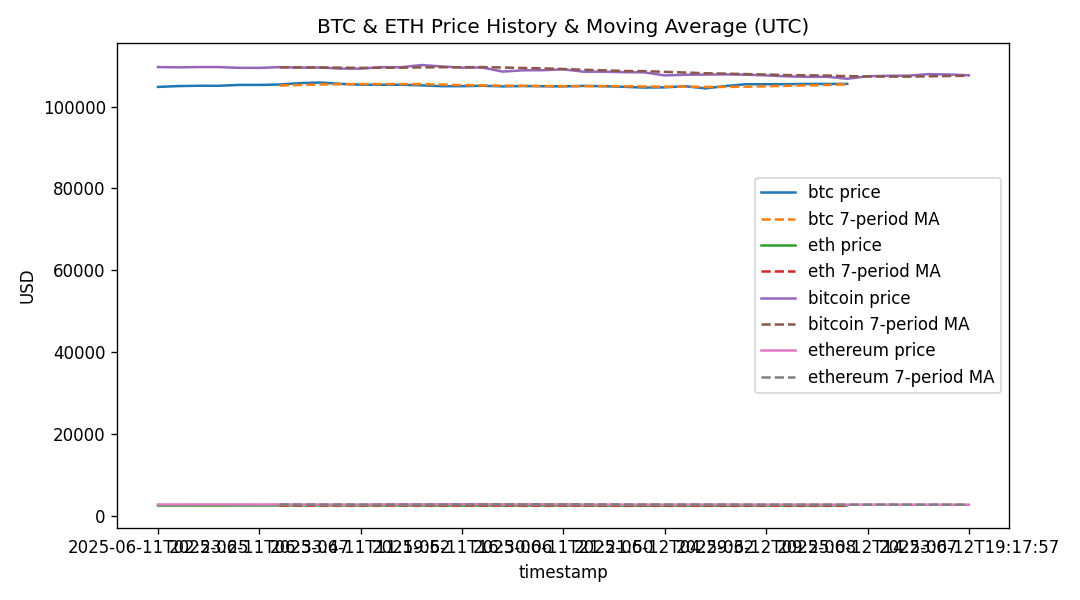 BTC & ETH Price History & Moving Average (UTC)
100000
80000
60000
40000
20000
0
USD
btc price
btc 7-period MA
eth price
eth 7-period MA
bitcoin price
bitcoin 7-period MA
ethereum price
ethereum 7-period MA
2025-06-12T19:17:57
timestamp